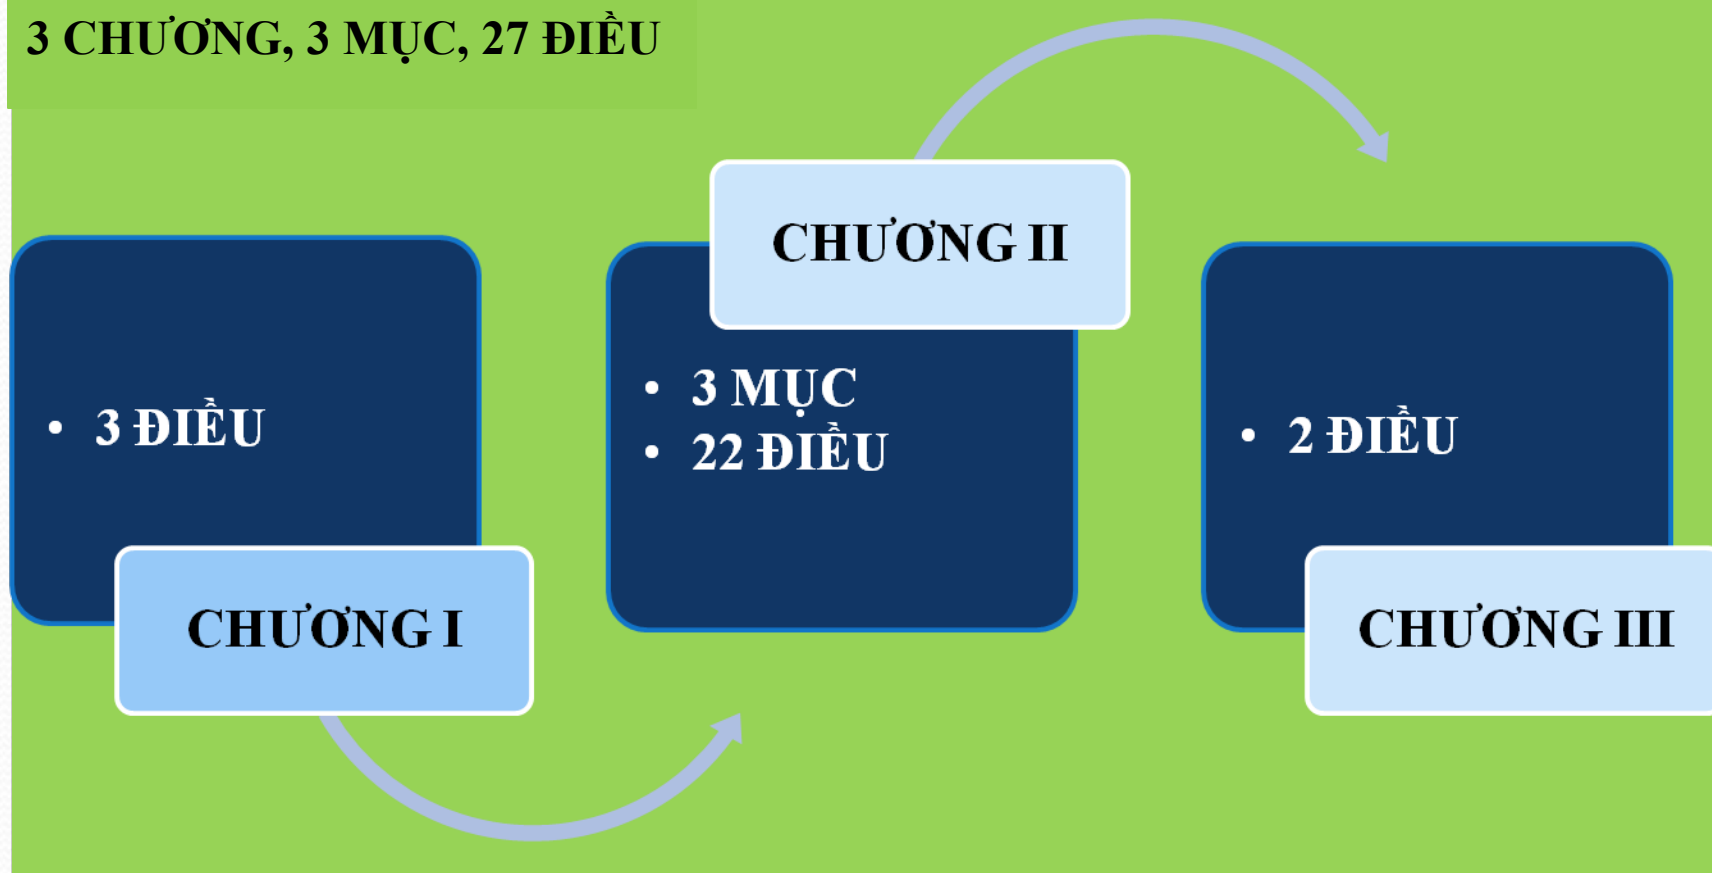 3 CHƯƠNG, 3 MỤC, 27 ĐIỀU
• 3 ĐIỀU
CHƯƠNG I
CHƯƠNG II
• 3 MỤC
• 22 ĐIỀU
• 2 ĐIỀU
CHƯƠNG III